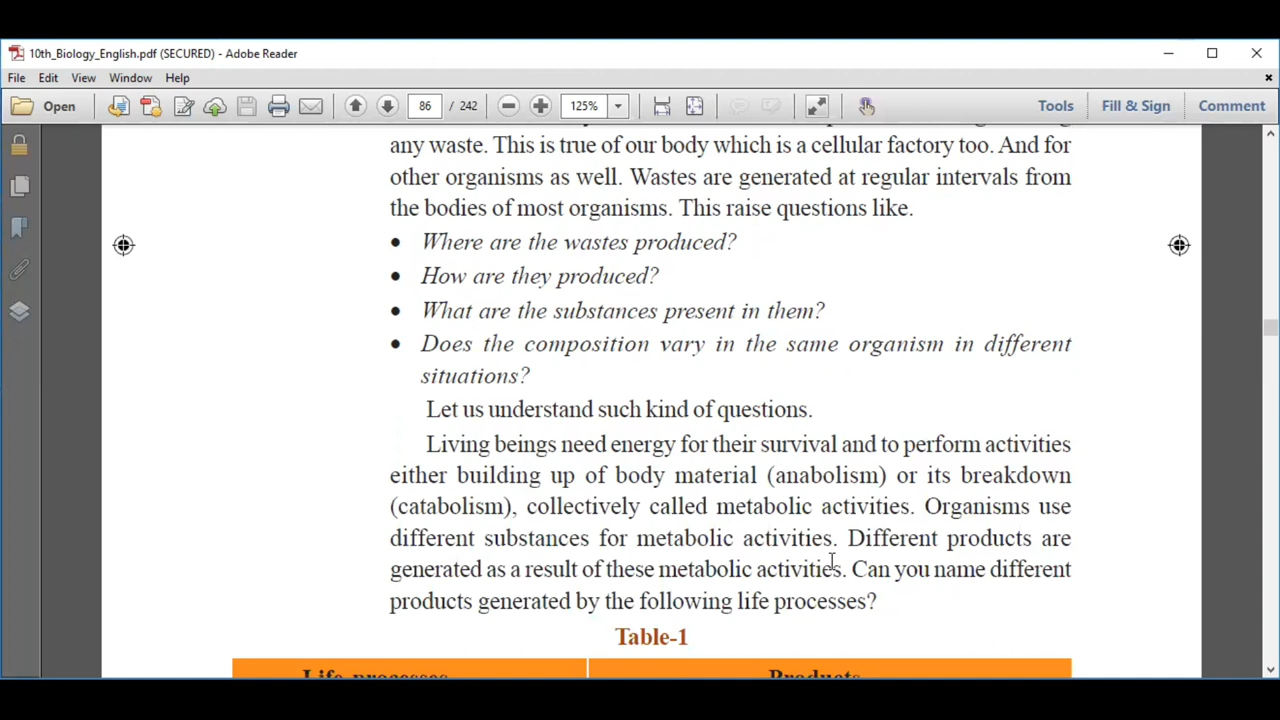 10th_Biology_English.pdf (SECURED) - Adobe Reader
File Edit View Window Help
Open 86 / 242 125% Tools Fill & Sign Comment
any waste. This is true of our body which is a cellular factory too. And for
other organisms as well. Wastes are generated at regular intervals from
the bodies of most organisms. This raise questions like.
• Where are the wastes produced?
• How are they produced?
• What are the substances present in them?
• Does the composition vary in the same organism in different
situations?
Let us understand such kind of questions.
Living beings need energy for their survival and to perform activities
either building up of body material (anabolism) or its breakdown
(catabolism), collectively called metabolic activities. Organisms use
different substances for metabolic activities. Different products are
generated as a result of these metabolic activities. Can you name different
products generated by the following life processes?
Table-1
Life processes Products